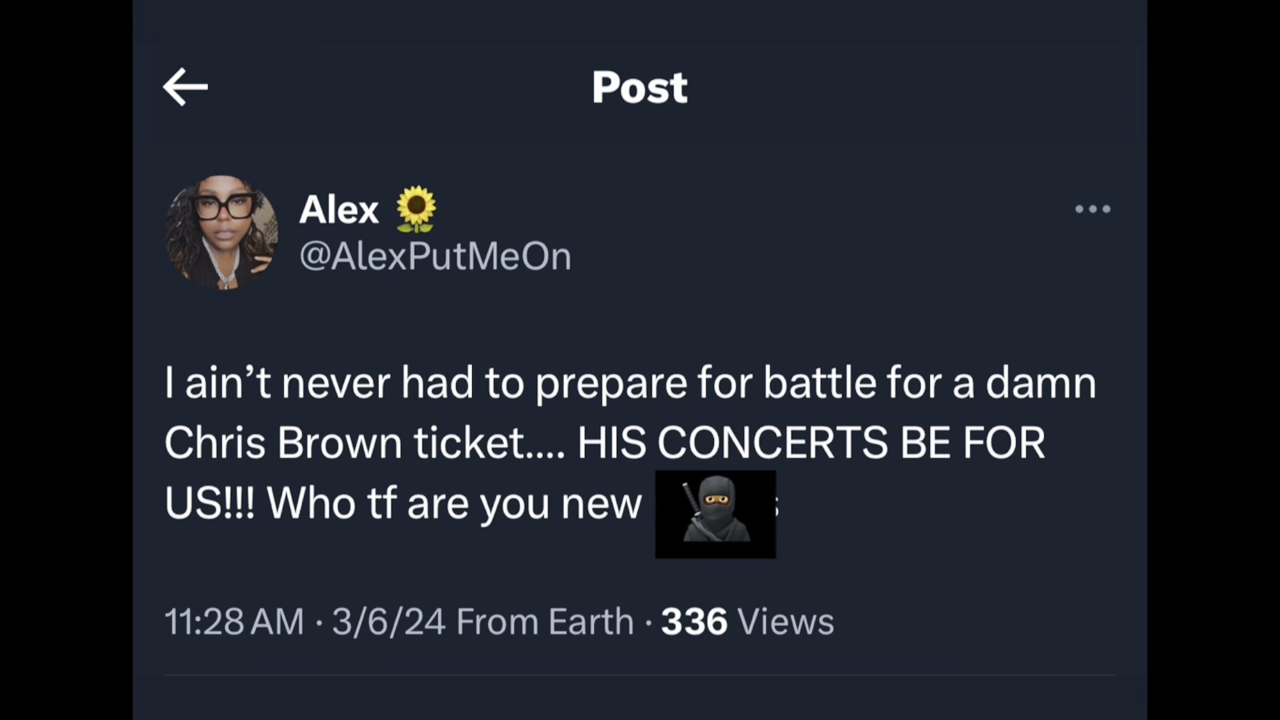 Post
Alex 🌻
@AlexPutMeOn
I ain’t never had to prepare for battle for a damn
Chris Brown ticket.... HIS CONCERTS BE FOR
US!!! Who tf are you new 🥷s
11:28 AM · 3/6/24 From Earth · 336 Views